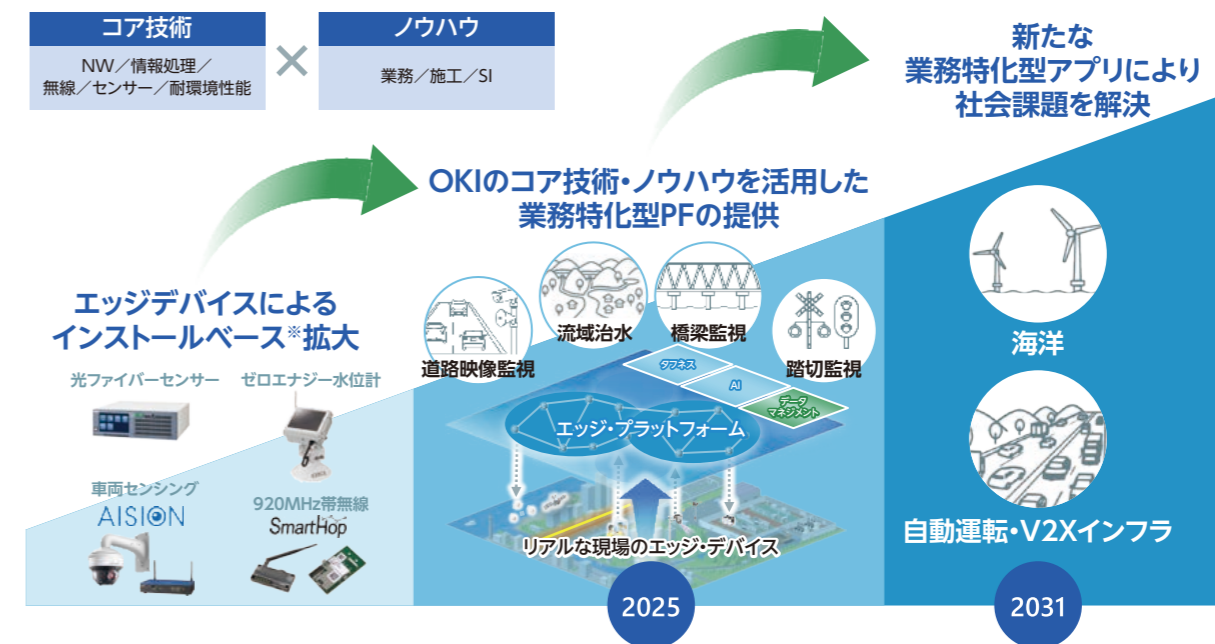 コア技術
NW／情報処理／
無線／センサー／耐環境性能
×
ノウハウ
業務／施工／SI
新たな
業務特化型アプリにより
社会課題を解決
OKIのコア技術・ノウハウを活用した
業務特化型PFの提供
エッジデバイスによる
インストールベース※拡大
光ファイバーセンサー
ゼロエナジー水位計
車両センシング
AISION
920MHz帯無線
SmartHop
道路映像監視
流域治水
橋梁監視
踏切監視
タフネス
AI
データ
マネジメント
エッジ・プラットフォーム
リアルな現場のエッジ・デバイス
海洋
自動運転・V2Xインフラ
2025
2031